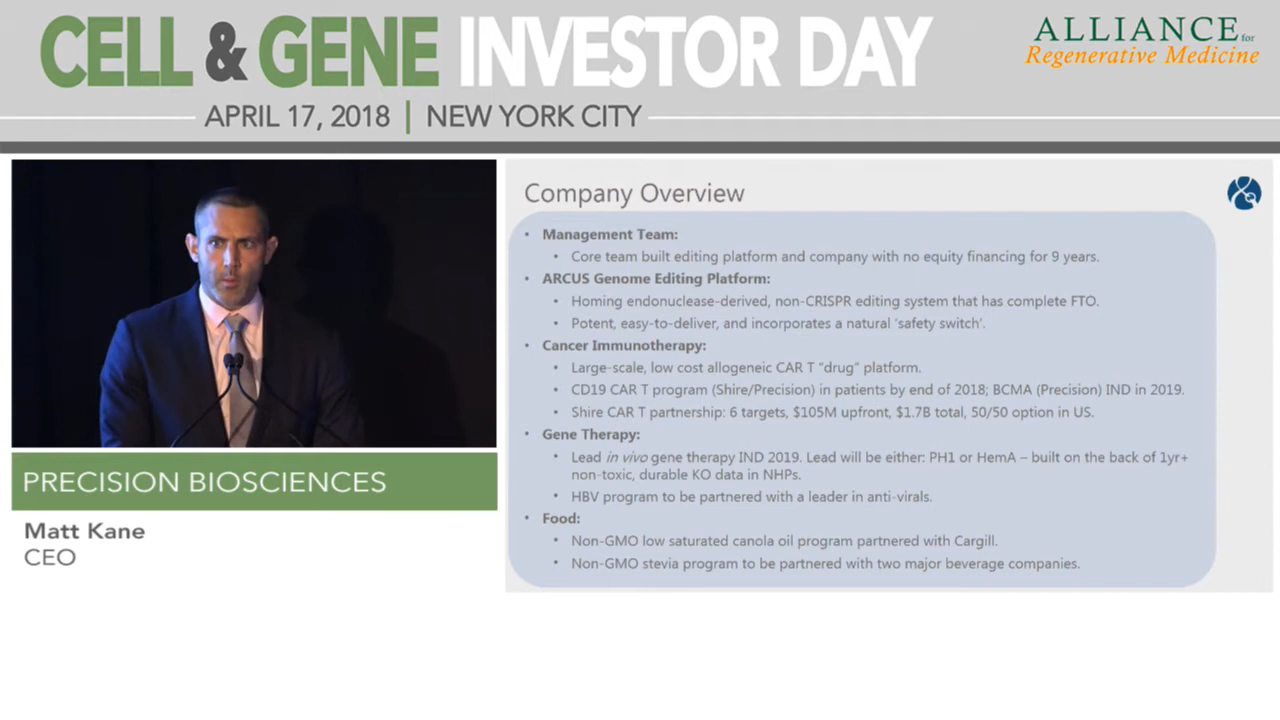 CELL & GENE INVESTOR DAY
APRIL 17, 2018 | NEW YORK CITY
ALLIANCE for
Regenerative Medicine
PRECISION BIOSCIENCES
Matt Kane
CEO
Company Overview
• Management Team:
• Core team built editing platform and company with no equity financing for 9 years.
• ARCUS Genome Editing Platform:
• Homing endonuclease-derived, non-CRISPR editing system that has complete FTO.
• Potent, easy-to-deliver, and incorporates a natural 'safety switch'.
• Cancer Immunotherapy:
• Large-scale, low cost allogeneic CAR T "drug" platform.
• CD19 CAR T program (Shire/Precision) in patients by end of 2018; BCMA (Precision) IND in 2019.
• Shire CAR T partnership: 6 targets, $105M upfront, $1.7B total, 50/50 option in US.
• Gene Therapy:
• Lead in vivo gene therapy IND 2019. Lead will be either: PH1 or HemA – built on the back of 1yr+
non-toxic, durable KO data in NHPs.
• HBV program to be partnered with a leader in anti-virals.
• Food:
• Non-GMO low saturated canola oil program partnered with Cargill.
• Non-GMO stevia program to be partnered with two major beverage companies.